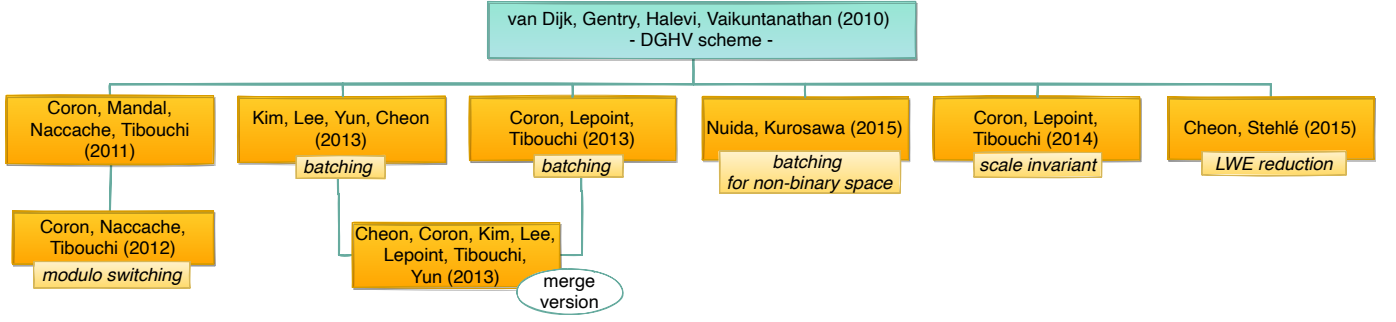 van Dijk, Gentry, Halevi, Vaikuntanathan (2010)
- DGHV scheme -
Coron, Mandal,
Naccache, Tibouchi
(2011)
Kim, Lee, Yun, Cheon
(2013)
batching
Coron, Lepoint,
Tibouchi (2013)
batching
Nuida, Kurosawa (2015)
batching
for non-binary space
Coron, Lepoint,
Tibouchi (2014)
scale invariant
Cheon, Stehlé (2015)
LWE reduction
Coron, Naccache,
Tibouchi (2012)
modulo switching
Cheon, Coron, Kim, Lee,
Lepoint, Tibouchi,
Yun (2013)
merge
version